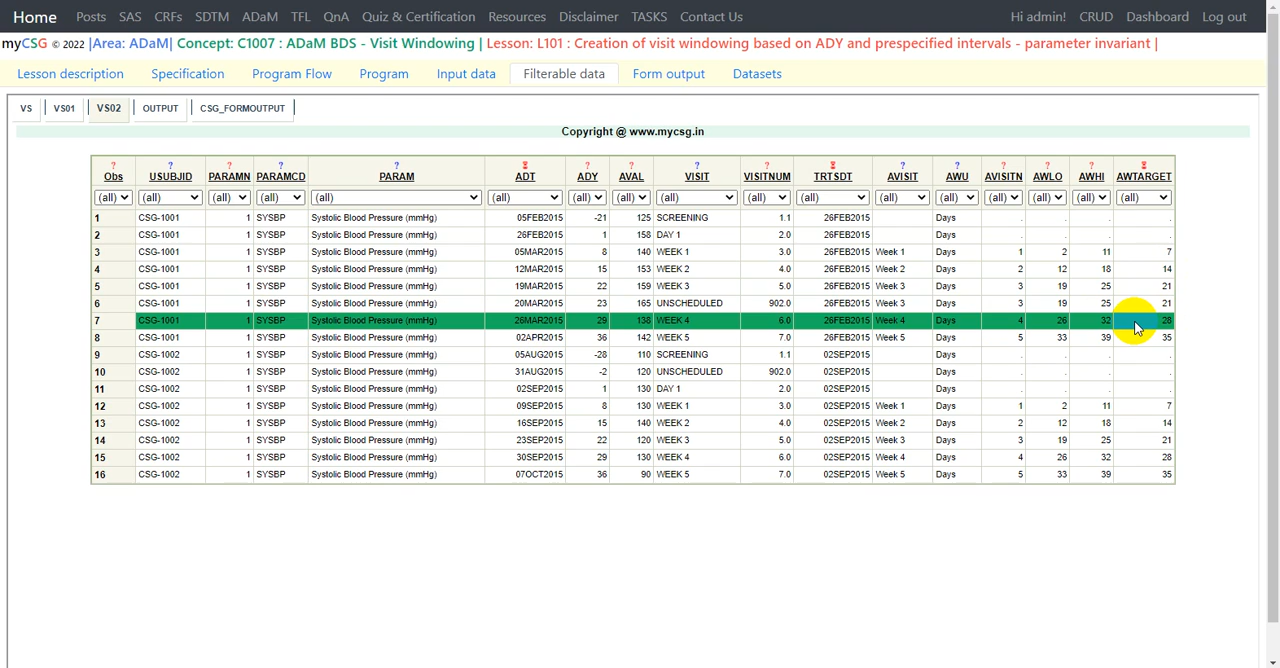 Home Posts SAS CRFs SDTM ADaM TFL QnA Quiz & Certification Resources Disclaimer TASKS Contact Us Hi admin! CRUD Dashboard Log out
myCSG © 2022 |Area: ADaM| Concept: C1007 : ADaM BDS - Visit Windowing | Lesson: L101 : Creation of visit windowing based on ADY and prespecified intervals - parameter invariant |
Lesson description Specification Program Flow Program Input data Filterable data Form output Datasets
VS VS01 VS02 OUTPUT CSG_FORMOUTPUT
Copyright @ www.mycsg.in
? ? ? ? ? ? ? ? ? ? ? ? ? ?
Obs USUBJID PARAMN PARAMCD PARAM ADT ADY AVAL VISIT VISITNUM TRTSDT AVISIT AWU AVISITN AWLO AWHI AWTARGET
(all) (all) (all) (all) (all) (all) (all) (all) (all) (all) (all) (all) (all) (all) (all) (all) (all)
1 CSG-1001 1 SYSBP Systolic Blood Pressure (mmHg) 05FEB2015 -21 125 SCREENING 1.1 26FEB2015 Days . . . .
2 CSG-1001 1 SYSBP Systolic Blood Pressure (mmHg) 26FEB2015 1 158 DAY 1 2.0 26FEB2015 Days . . . .
3 CSG-1001 1 SYSBP Systolic Blood Pressure (mmHg) 05MAR2015 8 140 WEEK 1 3.0 26FEB2015 Week 1 Days 1 2 11 7
4 CSG-1001 1 SYSBP Systolic Blood Pressure (mmHg) 12MAR2015 15 153 WEEK 2 4.0 26FEB2015 Week 2 Days 2 12 18 14
5 CSG-1001 1 SYSBP Systolic Blood Pressure (mmHg) 19MAR2015 22 159 WEEK 3 5.0 26FEB2015 Week 3 Days 3 19 25 21
6 CSG-1001 1 SYSBP Systolic Blood Pressure (mmHg) 20MAR2015 23 165 UNSCHEDULED 902.0 26FEB2015 Week 3 Days 3 19 25 21
7 CSG-1001 1 SYSBP Systolic Blood Pressure (mmHg) 26MAR2015 29 138 WEEK 4 6.0 26FEB2015 Week 4 Days 4 26 32 28
8 CSG-1001 1 SYSBP Systolic Blood Pressure (mmHg) 02APR2015 36 142 WEEK 5 7.0 26FEB2015 Week 5 Days 5 33 39 35
9 CSG-1002 1 SYSBP Systolic Blood Pressure (mmHg) 05AUG2015 -28 110 SCREENING 1.1 02SEP2015 Days . . . .
10 CSG-1002 1 SYSBP Systolic Blood Pressure (mmHg) 31AUG2015 -2 120 UNSCHEDULED 902.0 02SEP2015 Days . . . .
11 CSG-1002 1 SYSBP Systolic Blood Pressure (mmHg) 02SEP2015 1 130 DAY 1 2.0 02SEP2015 Days . . . .
12 CSG-1002 1 SYSBP Systolic Blood Pressure (mmHg) 09SEP2015 8 130 WEEK 1 3.0 02SEP2015 Week 1 Days 1 2 11 7
13 CSG-1002 1 SYSBP Systolic Blood Pressure (mmHg) 16SEP2015 15 140 WEEK 2 4.0 02SEP2015 Week 2 Days 2 12 18 14
14 CSG-1002 1 SYSBP Systolic Blood Pressure (mmHg) 23SEP2015 22 120 WEEK 3 5.0 02SEP2015 Week 3 Days 3 19 25 21
15 CSG-1002 1 SYSBP Systolic Blood Pressure (mmHg) 30SEP2015 29 130 WEEK 4 6.0 02SEP2015 Week 4 Days 4 26 32 28
16 CSG-1002 1 SYSBP Systolic Blood Pressure (mmHg) 07OCT2015 36 90 WEEK 5 7.0 02SEP2015 Week 5 Days 5 33 39 35